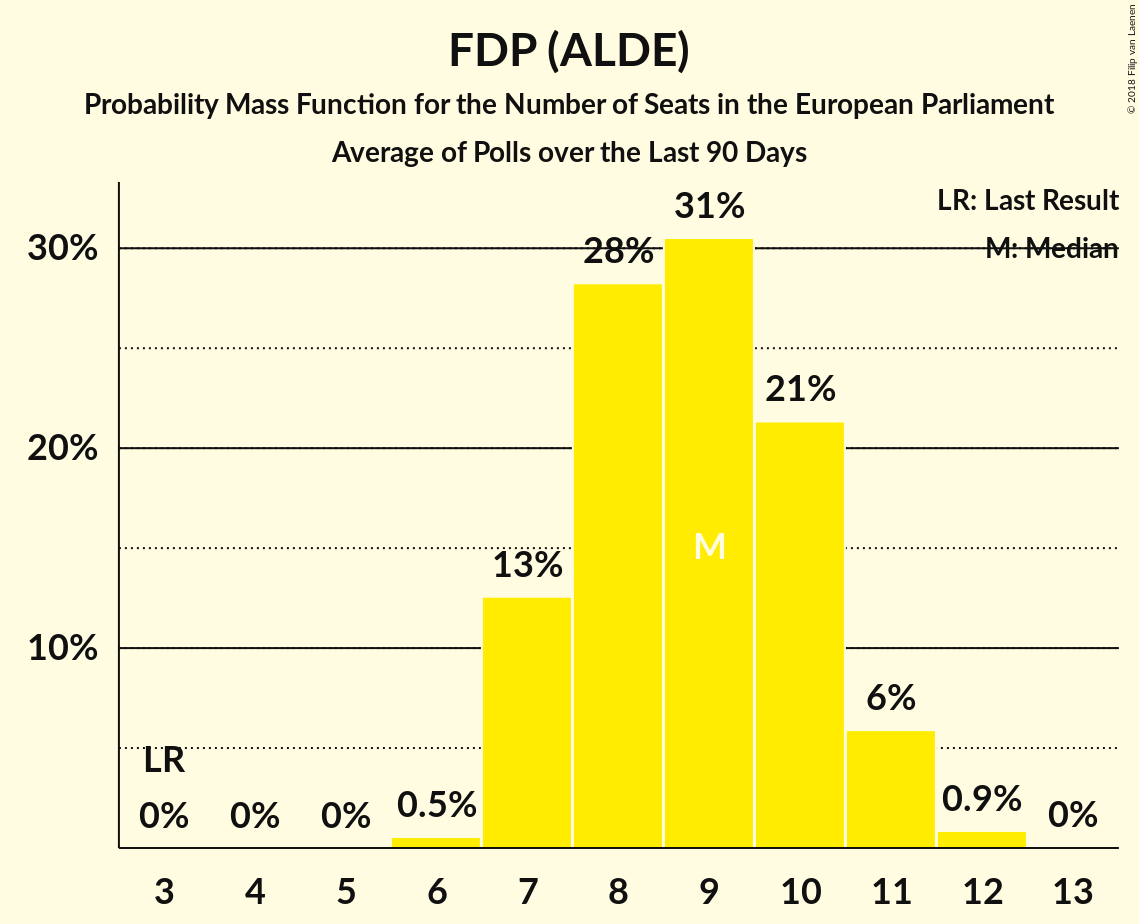 FDP (ALDE)
Probability Mass Function for the Number of Seats in the European Parliament
Average of Polls over the Last 90 Days
© 2018 Filip van Laenen
LR: Last Result
M: Median
30%
20%
10%
LR
0%
0%
0%
0.5%
13%
28%
31%
M
21%
6%
0.9%
0%
3 4 5 6 7 8 9 10 11 12 13